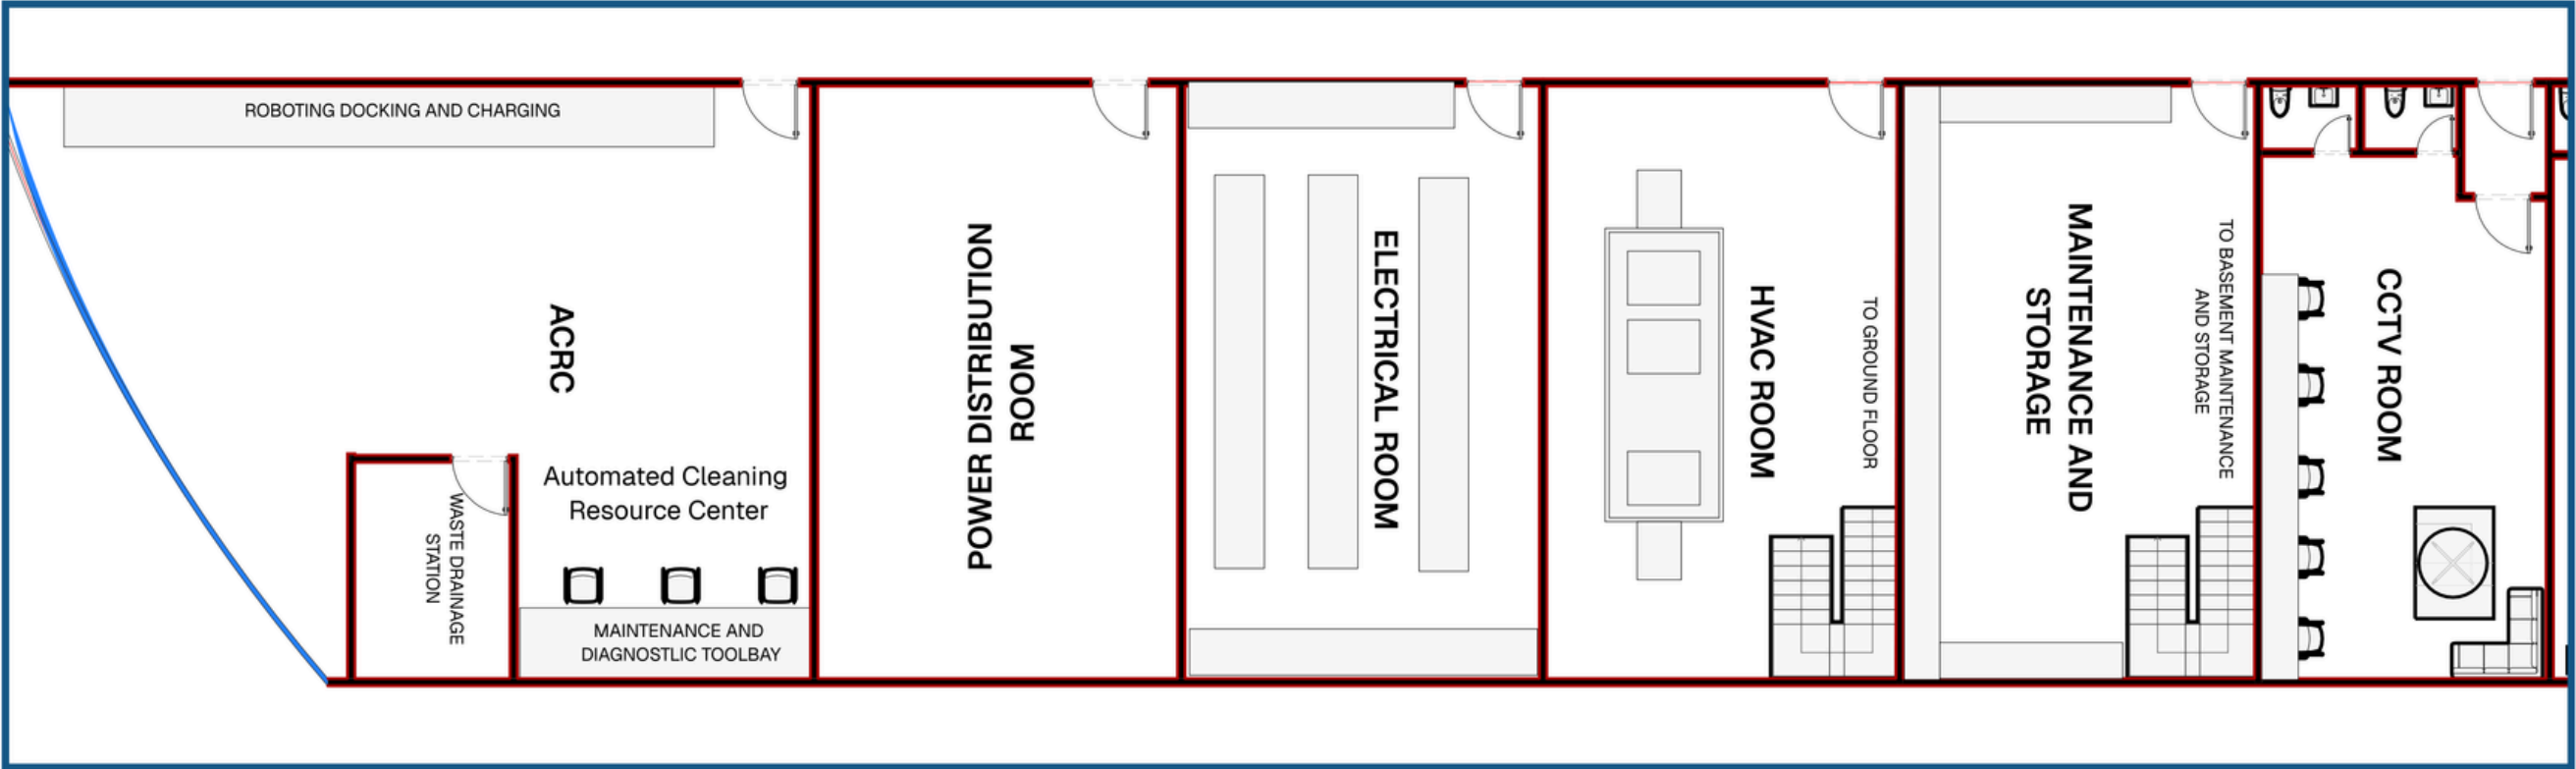 ROBOTING DOCKING AND CHARGING
ACRC
Automated Cleaning
Resource Center
WASTE DRAINAGE
STATION
MAINTENANCE AND
DIAGNOSTLIC TOOLBAY
POWER DISTRIBUTION
ROOM
ELECTRICAL ROOM
HVAC ROOM
TO GROUND FLOOR
MAINTENANCE AND
STORAGE
TO BASEMENT MAINTENANCE
AND STORAGE
CCTV ROOM